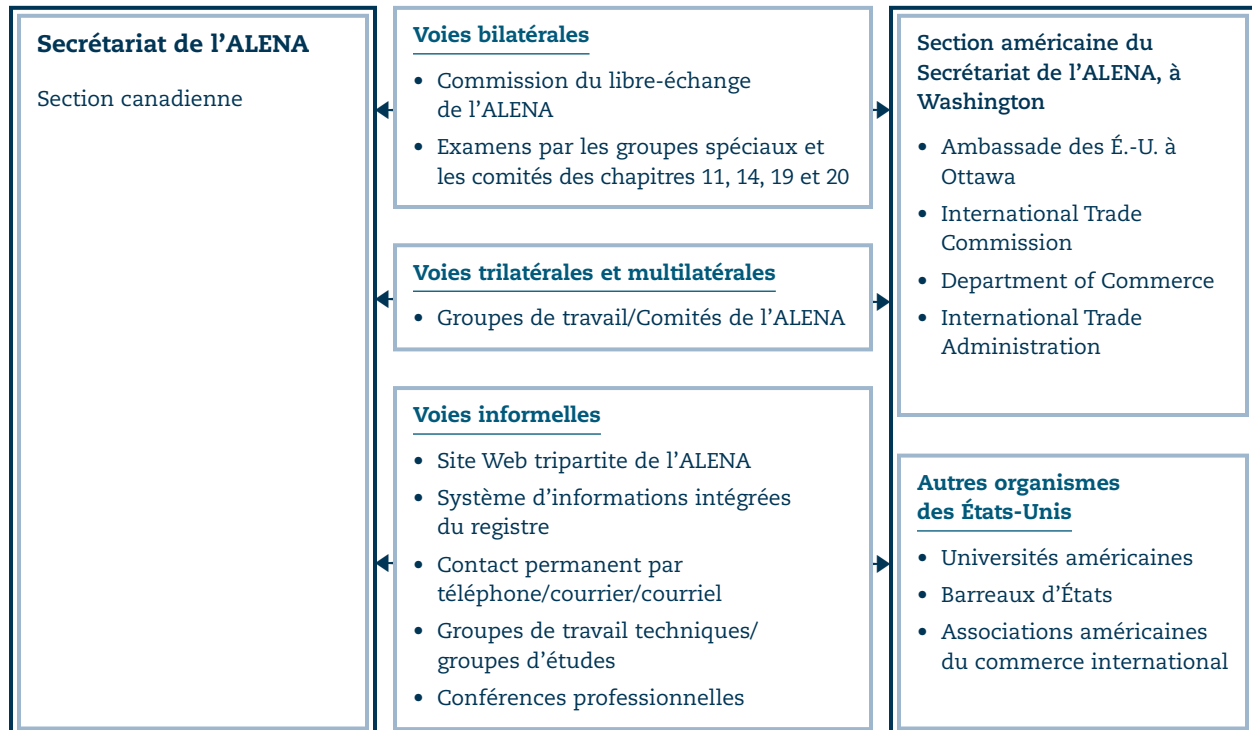 Secrétariat de l’ALENA
Section canadienne
Voies bilatérales
• Commission du libre-échange
de l’ALENA
• Examens par les groupes spéciaux et
les comités des chapitres 11, 14, 19 et 20
Voies trilatérales et multilatérales
• Groupes de travail/Comités de l’ALENA
Voies informelles
• Site Web tripartite de l’ALENA
• Système d’informations intégrées
du registre
• Contact permanent par
téléphone/courrier/courriel
• Groupes de travail techniques/
groupes d’études
• Conférences professionnelles
Section américaine du
Secrétariat de l’ALENA, à
Washington
• Ambassade des É.-U. à
Ottawa
• International Trade
Commission
• Department of Commerce
• International Trade
Administration
Autres organismes
des États-Unis
• Universités américaines
• Barreaux d’États
• Associations américaines
du commerce international